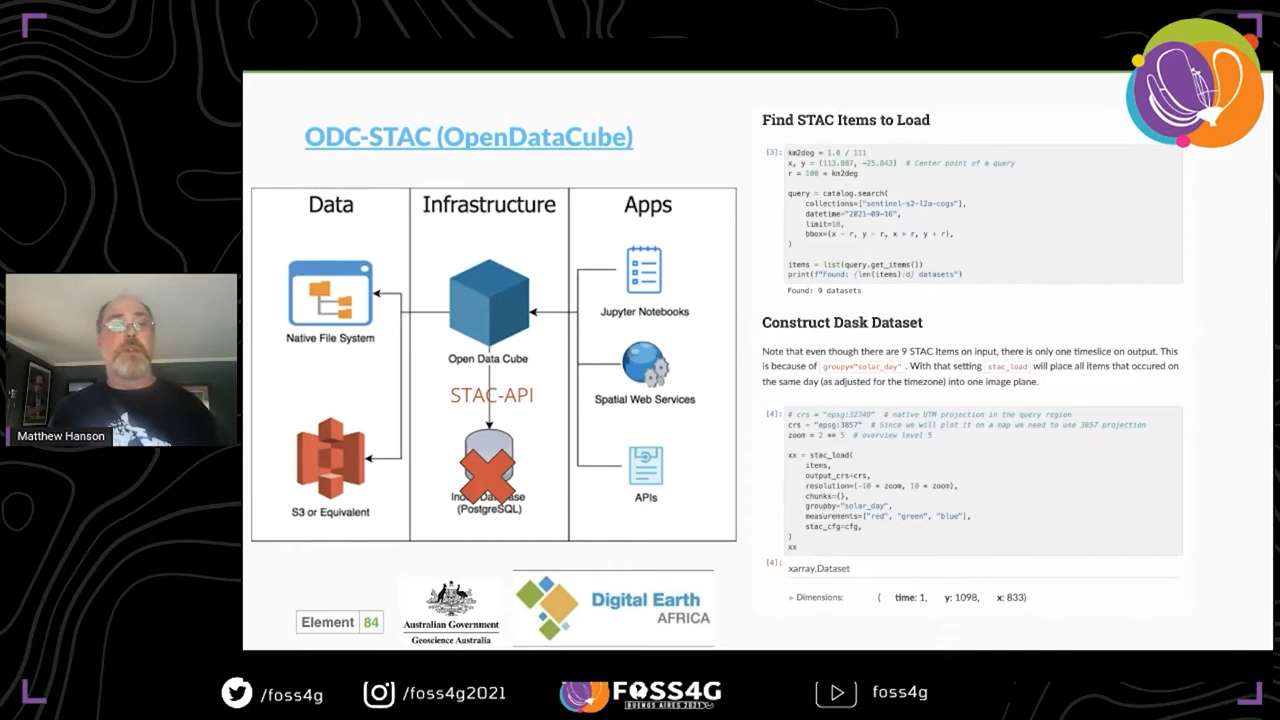 ODC-STAC (OpenDataCube)
Data
Infrastructure
Apps
Native File System
Open Data Cube
Jupyter Notebooks
STAC-API
Spatial Web Services
S3 or Equivalent
(PostgreSQL)
APIs
Element 84
Australian Government
Geoscience Australia
Digital Earth
AFRICA
Find STAC Items to Load
[3]: km2deg = 1.0 / 111
x, y = (113.887, -25.843) # Center point of a query
r = 100 * km2deg
query = catalog.search(
collections=["sentinel-s2-l2a-cogs"],
datetime="2021-09-16",
limit=10,
bbox=(x - r, y - r, x + r, y + r),
)
items = list(query.get_items())
print(f"Found: {len(items):d} datasets")
Found: 9 datasets
Construct Dask Dataset
Note that even though there are 9 STAC Items on input, there is only one timeslice on output. This
is because of groupy="solar_day" . With that setting stac_load will place all items that occured on
the same day (as adjusted for the timezone) into one image plane.
[4]: # crs = "epsg:32749" # native UTM projection in the query region
crs = "epsg:3857" # Since we will plot it on a map we need to use 3857 projection
zoom = 2 ** 5 # overview level 5
xx = stac_load(
items,
output_crs=crs,
resolution=(-10 * zoom, 10 * zoom),
chunks={},
groupby="solar_day",
measurements=["red", "green", "blue"],
stac_cfg=cfg,
)
xx
[4]: xarray.Dataset
▸ Dimensions: ( time: 1, y: 1098, x: 833)
Matthew Hanson
/foss4g
/foss4g2021
FOSS4G
BUENOS AIRES 2021
foss4g